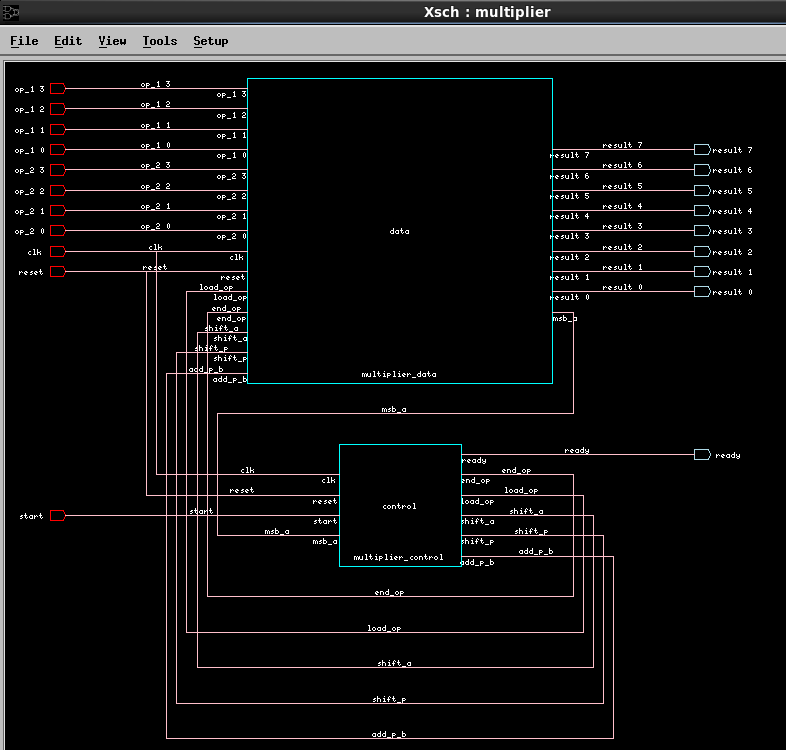 Xsch : multiplier
File Edit View Tools Setup
op_1 3 op_1 3
op_1 3
op_1 2 op_1 2
op_1 2
op_1 1 op_1 1
op_1 1
op_1 0 op_1 0 result 7 result 7
op_1 0 result 7
op_2 3 op_2 3 result 6 result 6
op_2 3 result 6
op_2 2 op_2 2 result 5 result 5
op_2 2 result 5
op_2 1 op_2 1 result 4 result 4
op_2 1 result 4
op_2 0 op_2 0 data result 3 result 3
op_2 0 result 3
clk clk result 2 result 2
clk result 2
reset reset result 1 result 1
reset result 1
load_op result 0 result 0
load_op result 0
end_op
end_op msb_a
shift_a
shift_a
shift_p
shift_p
add_p_b multiplier_data
add_p_b
msb_a
ready ready
ready
clk end_op
clk end_op
reset load_op
reset control load_op
start start shift_a
start shift_a
msb_a shift_p
msb_a shift_p
multiplier_control add_p_b
add_p_b
end_op
load_op
shift_a
shift_p
add_p_b